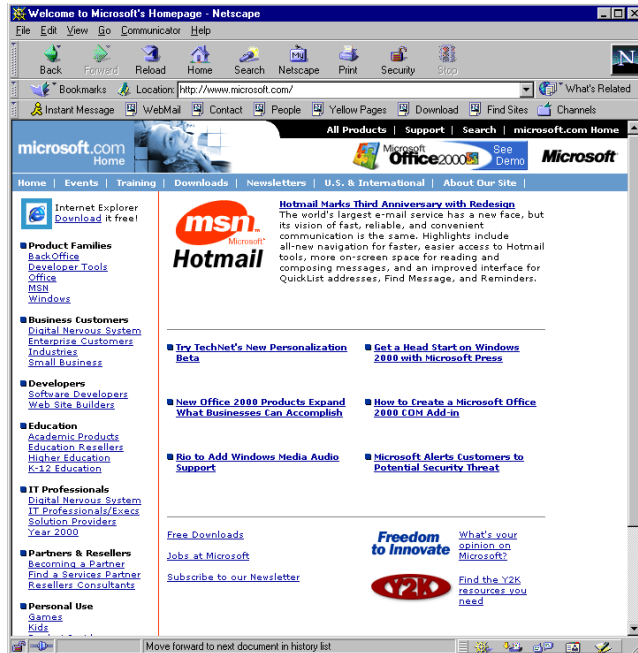 Welcome to Microsoft's Homepage - Netscape
File Edit View Go Communicator Help
Back Forward Reload Home Search Netscape Print Security Stop
N
Bookmarks Location: http://www.microsoft.com/ What's Related
Instant Message WebMail Contact People Yellow Pages Download Find Sites Channels
All Products | Support | Search | microsoft.com Home
microsoft.com
Home
Microsoft
Office2000
See
Demo
Microsoft
Home | Events | Training | Downloads | Newsletters | U.S. & International | About Our Site |
Internet Explorer
Download it free!
Product Families
BackOffice
Developer Tools
Office
MSN
Windows
Business Customers
Digital Nervous System
Enterprise Customers
Industries
Small Business
Developers
Software Developers
Web Site Builders
Education
Academic Products
Education Resellers
Higher Education
K-12 Education
IT Professionals
Digital Nervous System
IT Professionals/Execs
Solution Providers
Year 2000
Partners & Resellers
Becoming a Partner
Find a Services Partner
Resellers Consultants
Personal Use
Games
Kids
msn
Microsoft
Hotmail
Hotmail Marks Third Anniversary with Redesign
The world's largest e-mail service has a new face, but
its vision of fast, reliable, and convenient
communication is the same. Highlights include
all-new navigation for faster, easier access to Hotmail
tools, more on-screen space for reading and
composing messages, and an improved interface for
QuickList addresses, Find Message, and Reminders.
Try TechNet's New Personalization
Beta
Get a Head Start on Windows
2000 with Microsoft Press
New Office 2000 Products Expand
What Businesses Can Accomplish
How to Create a Microsoft Office
2000 COM Add-in
Rio to Add Windows Media Audio
Support
Microsoft Alerts Customers to
Potential Security Threat
Free Downloads
Jobs at Microsoft
Subscribe to our Newsletter
Freedom
to Innovate
What's your
opinion on
Microsoft?
Y2K
Find the Y2K
resources you
need
Move forward to next document in history list